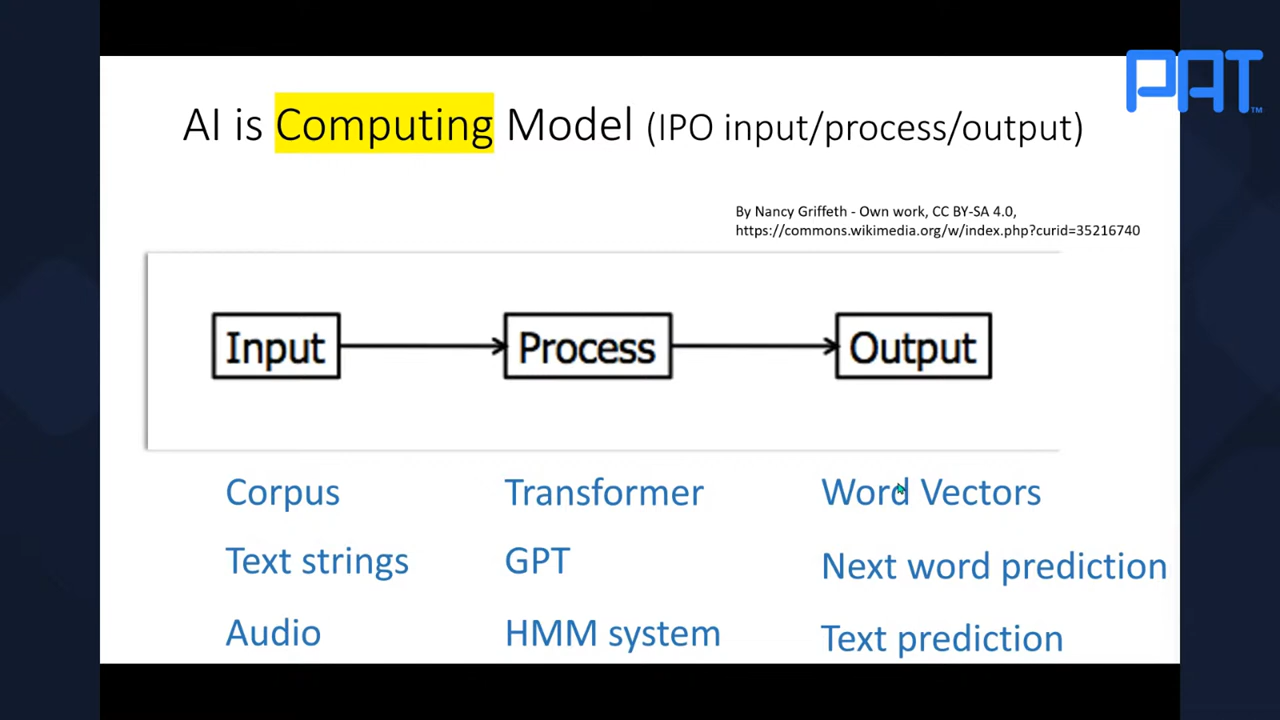 PAT™
AI is Computing Model (IPO input/process/output)
By Nancy Griffeth - Own work, CC BY-SA 4.0,
https://commons.wikimedia.org/w/index.php?curid=35216740
Input Process Output
Corpus Transformer Word Vectors
Text strings GPT Next word prediction
Audio HMM system Text prediction